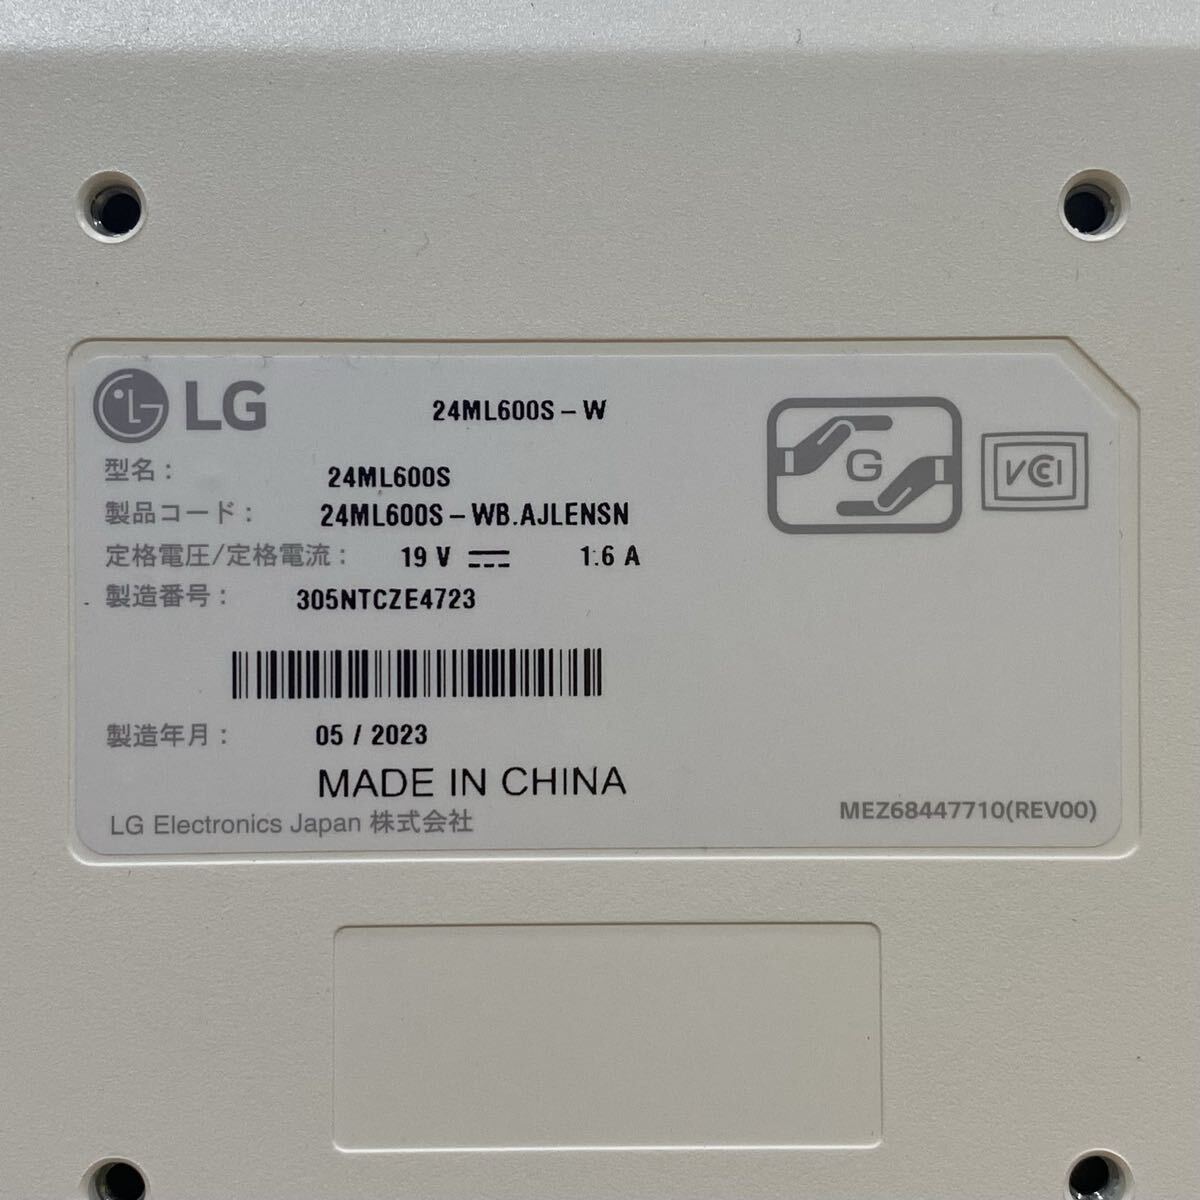 LG
24ML600S-W
型名: 24ML600S
製品コード: 24ML600S-WB.AJLENSN
定格電圧/定格電流: 19 V 1.6 A
製造番号: 305NTCZE4723
製造年月: 05 / 2023
MADE IN CHINA
LG Electronics Japan 株式会社
MEZ68447710(REV00)
G
VCCI